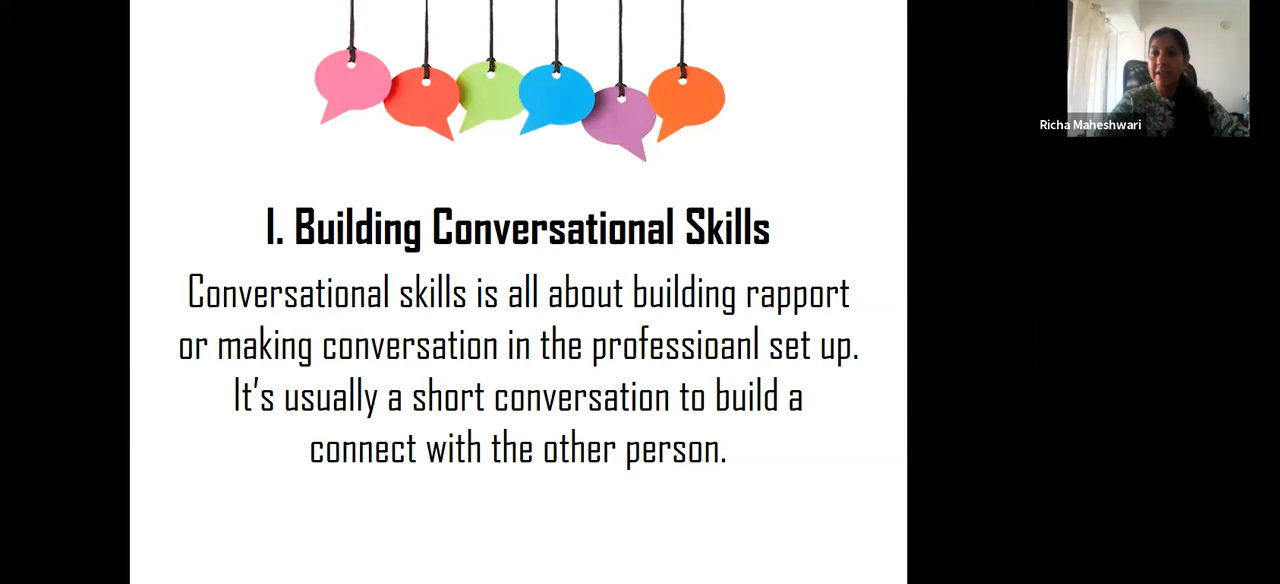 Richa Maheshwari
I. Building Conversational Skills
Conversational skills is all about building rapport
or making conversation in the professioanl set up.
It's usually a short conversation to build a
connect with the other person.